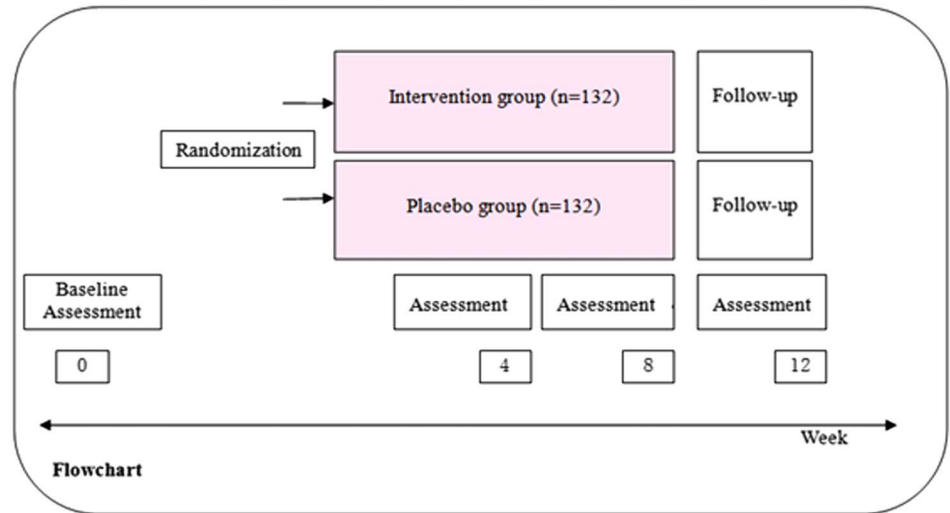 Intervention group (n=132)
Follow-up
Randomization
Placebo group (n=132)
Follow-up
Baseline
Assessment
Assessment
Assessment
Assessment
0
4
8
12
Week
Flowchart